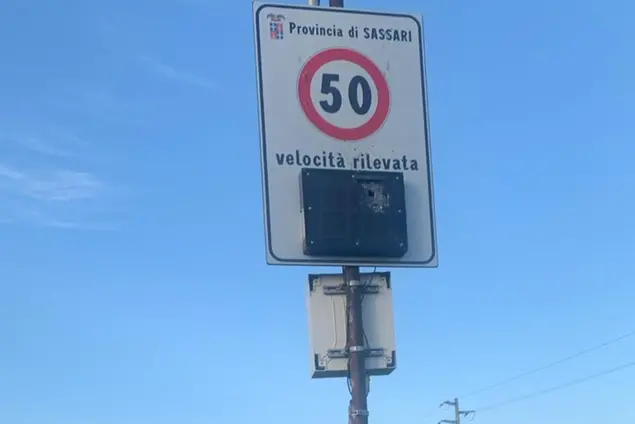 Provincia di SASSARI
50
velocità rilevata